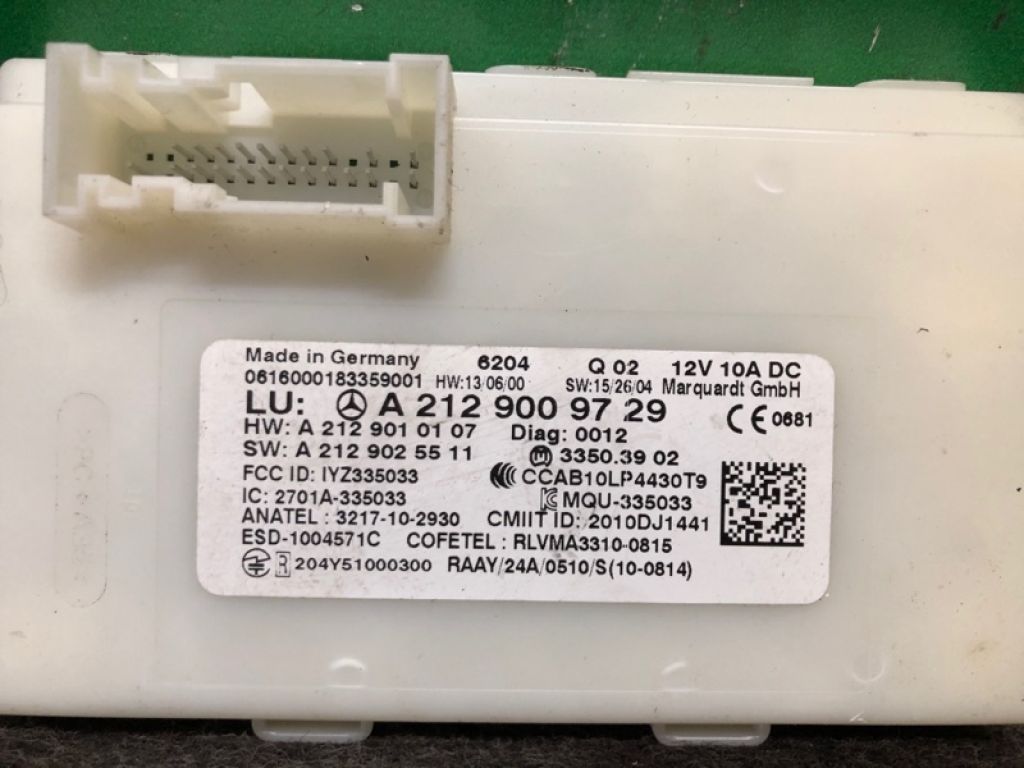 Made in Germany 6204 Q 02 12V 10A DC
0616000183359001 HW:13/06/00 SW:15/26/04 Marquardt GmbH
LU: A 212 900 97 29 CE 0681
HW: A 212 901 01 07 Diag: 0012
SW: A 212 902 55 11 M 3350.3902
FCC ID: IYZ335033 CCAB10LP4430T9
IC: 2701A-335033 MQU-335033
ANATEL : 3217-10-2930 CMIIT ID: 2010DJ1441
ESD-1004571C COFETEL : RLVMA3310-0815
R 204Y51000300 RAAY/24A/0510/S(10-0814)